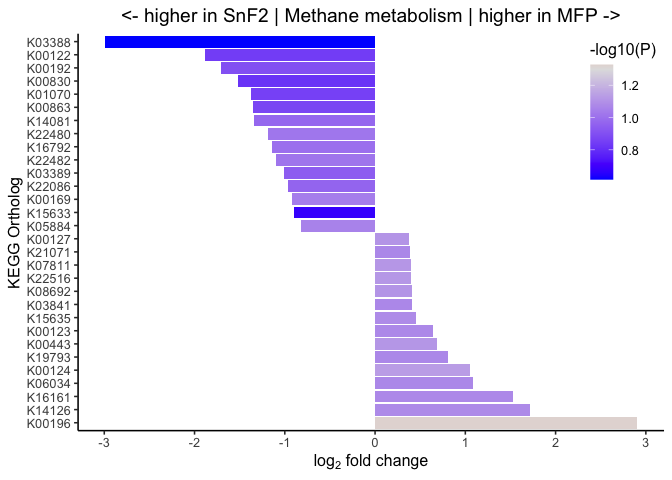 <- higher in SnF2 | Methane metabolism | higher in MFP ->
KEGG Ortholog
K03388
K00122
K00192
K00830
K01070
K00863
K14081
K22480
K16792
K22482
K03389
K22086
K00169
K15633
K05884
K00127
K21071
K07811
K22516
K08692
K03841
K15635
K00123
K00443
K19793
K00124
K06034
K16161
K14126
K00196
-3 -2 -1 0 1 2 3
log2 fold change
-log10(P)
1.2
1.0
0.8